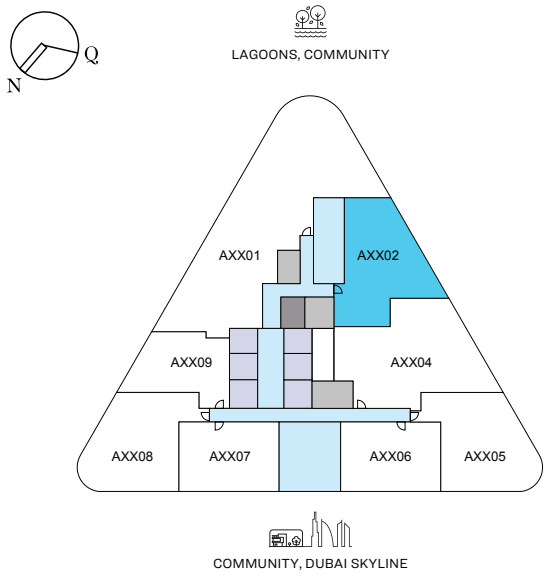 LAGOONS, COMMUNITY
Q
N
AXX01
AXX02
AXX09
AXX04
AXX08
AXX07
AXX06
AXX05
COMMUNITY, DUBAI SKYLINE